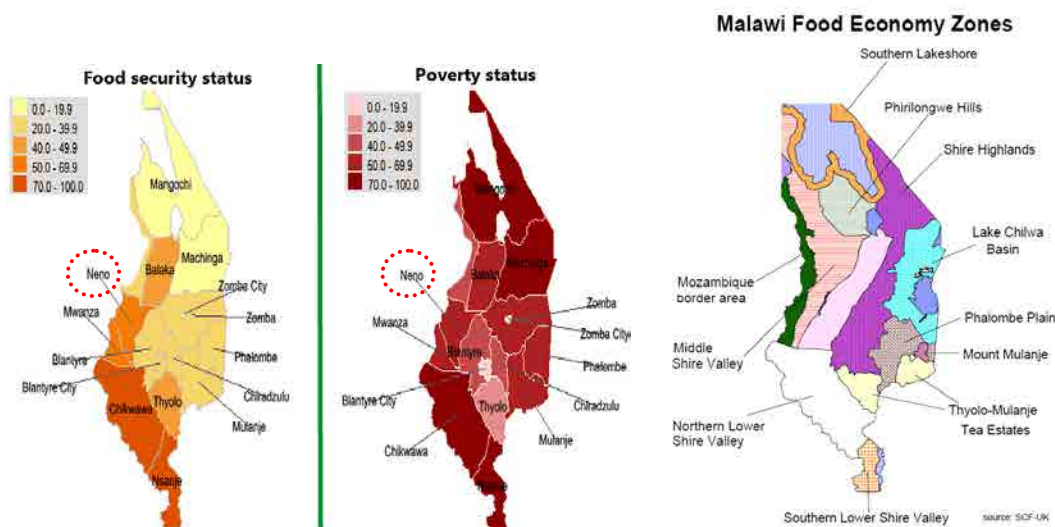 Food security status
0.0 - 19.9
20.0 - 39.9
40.0 - 49.9
50.0 - 69.9
70.0 - 100.0
Mangochi
Machinga
Balaka
Neno
Zomba City
Zomba
Mwanza
Blantyre
Phalombe
Blantyre City
Chikwawa
Thyolo
Chiradzulu
Mulanje
Nsanje
Poverty status
0.0 - 19.9
20.0 - 39.9
40.0 - 49.9
50.0 - 69.9
70.0 - 100.0
Mangochi
Machinga
Balaka
Neno
Zomba
Mwanza
Zomba City
Blantyre
Phalombe
Blantyre City
Chiradzulu
Thyolo
Mulanje
Chikwawa
Malawi Food Economy Zones
Southern Lakeshore
Phirilongwe Hills
Shire Highlands
Lake Chilwa
Basin
Mozambique
border area
Phalombe Plain
Middle
Shire Valley
Mount Mulanje
Thyolo-Mulanje
Tea Estates
Northern Lower
Shire Valley
Southern Lower Shire Valley
source: SCF-UK